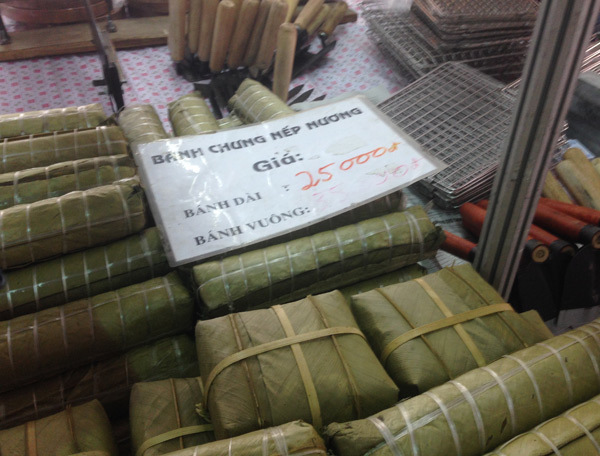 BÁNH CHƯNG NẾP NƯƠNG
Giá:
BÁNH DÀI : 25000đ
BÁNH VUÔNG: